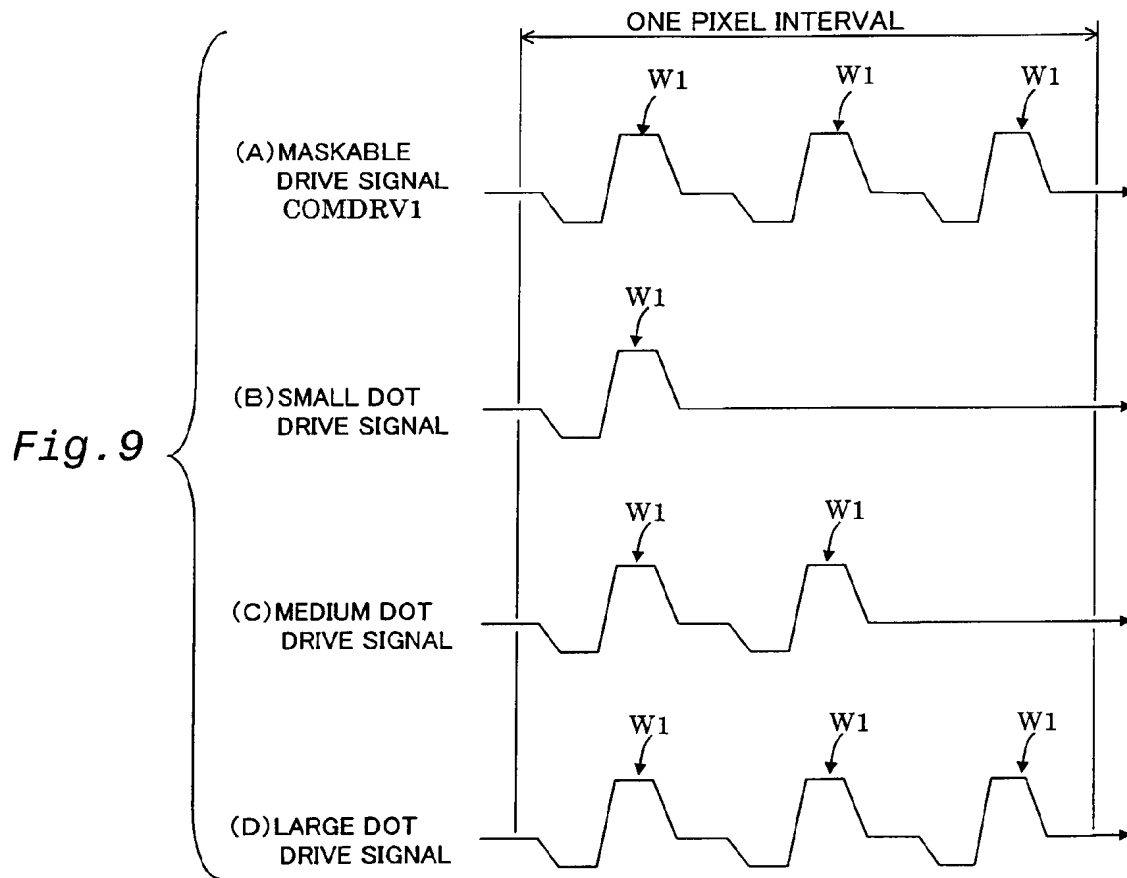 ONE PIXEL INTERVAL
W1 W1 W1
(A) MASKABLE
DRIVE SIGNAL
COMDRV1
W1
(B) SMALL DOT
DRIVE SIGNAL
Fig.9
W1 W1
(C) MEDIUM DOT
DRIVE SIGNAL
W1 W1 W1
(D) LARGE DOT
DRIVE SIGNAL